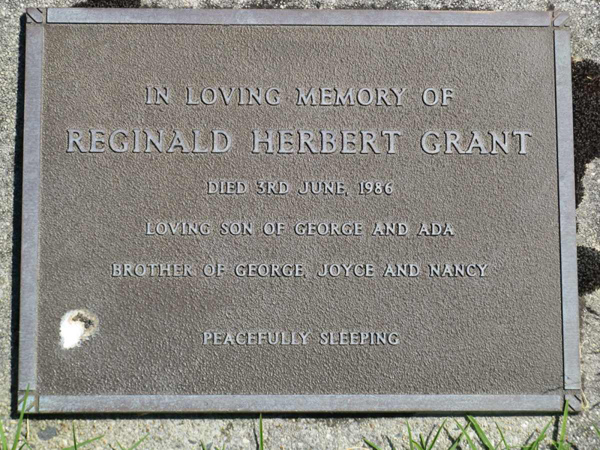 IN LOVING MEMORY OF
REGINALD HERBERT GRANT
DIED 3RD JUNE, 1986
LOVING SON OF GEORGE AND ADA
BROTHER OF GEORGE, JOYCE AND NANCY
PEACEFULLY SLEEPING